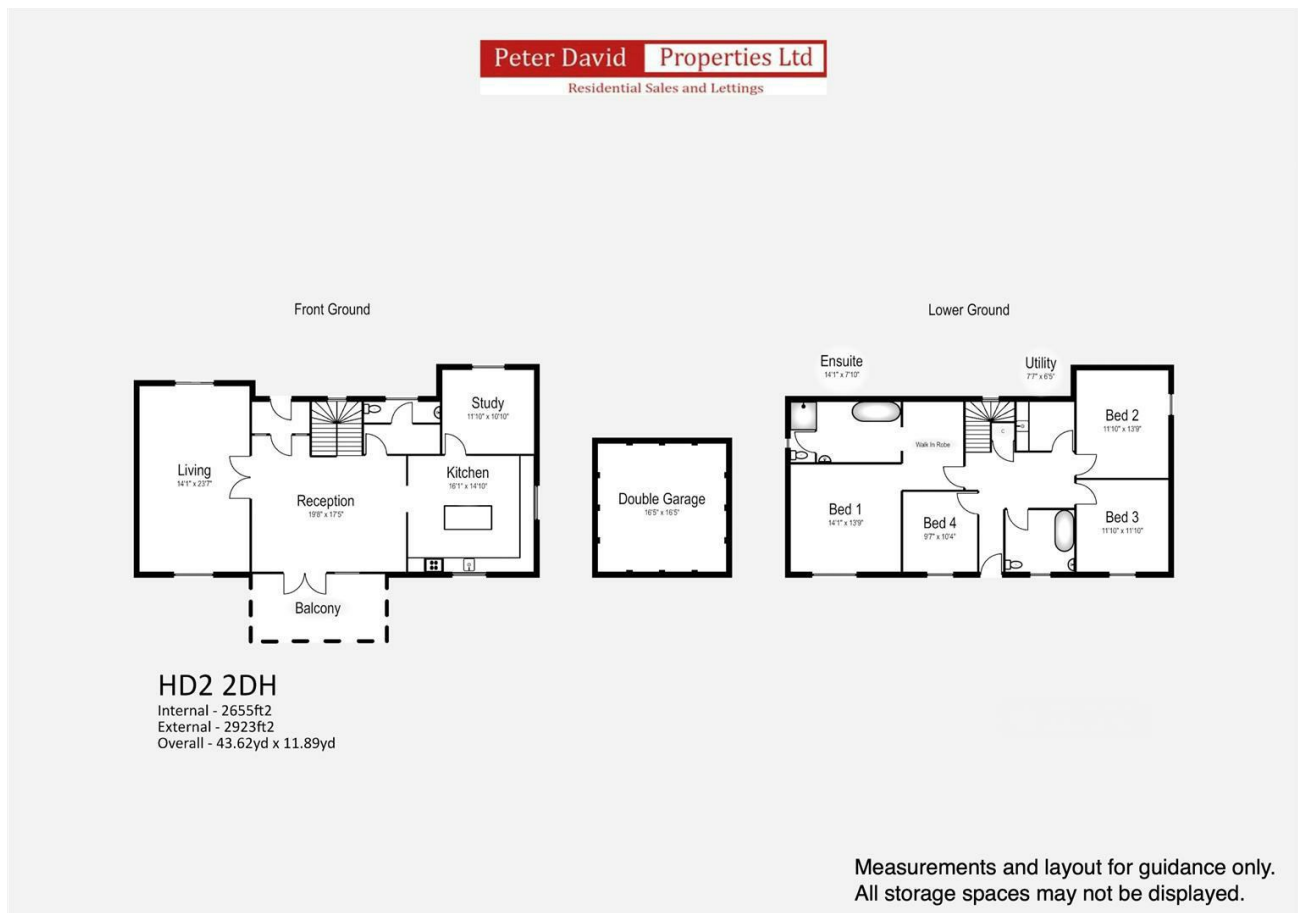 Peter David Properties Ltd
Residential Sales and Lettings
Front Ground
Lower Ground
Ensuite
14'1" x 7'10"
Utility
7'7" x 6'5"
Study
11'10" x 10'10"
Bed 2
11'10" x 13'9"
Walk In Robe
C
Living
14'1" x 23'7"
Kitchen
16'1" x 14'10"
Reception
19'8" x 17'5"
Double Garage
16'5" x 16'5"
Bed 1
14'1" x 13'9"
Bed 4
9'7" x 10'4"
Bed 3
11'10" x 11'10"
Balcony
HD2 2DH
Internal - 2655ft2
External - 2923ft2
Overall - 43.62yd x 11.89yd
Measurements and layout for guidance only.
All storage spaces may not be displayed.